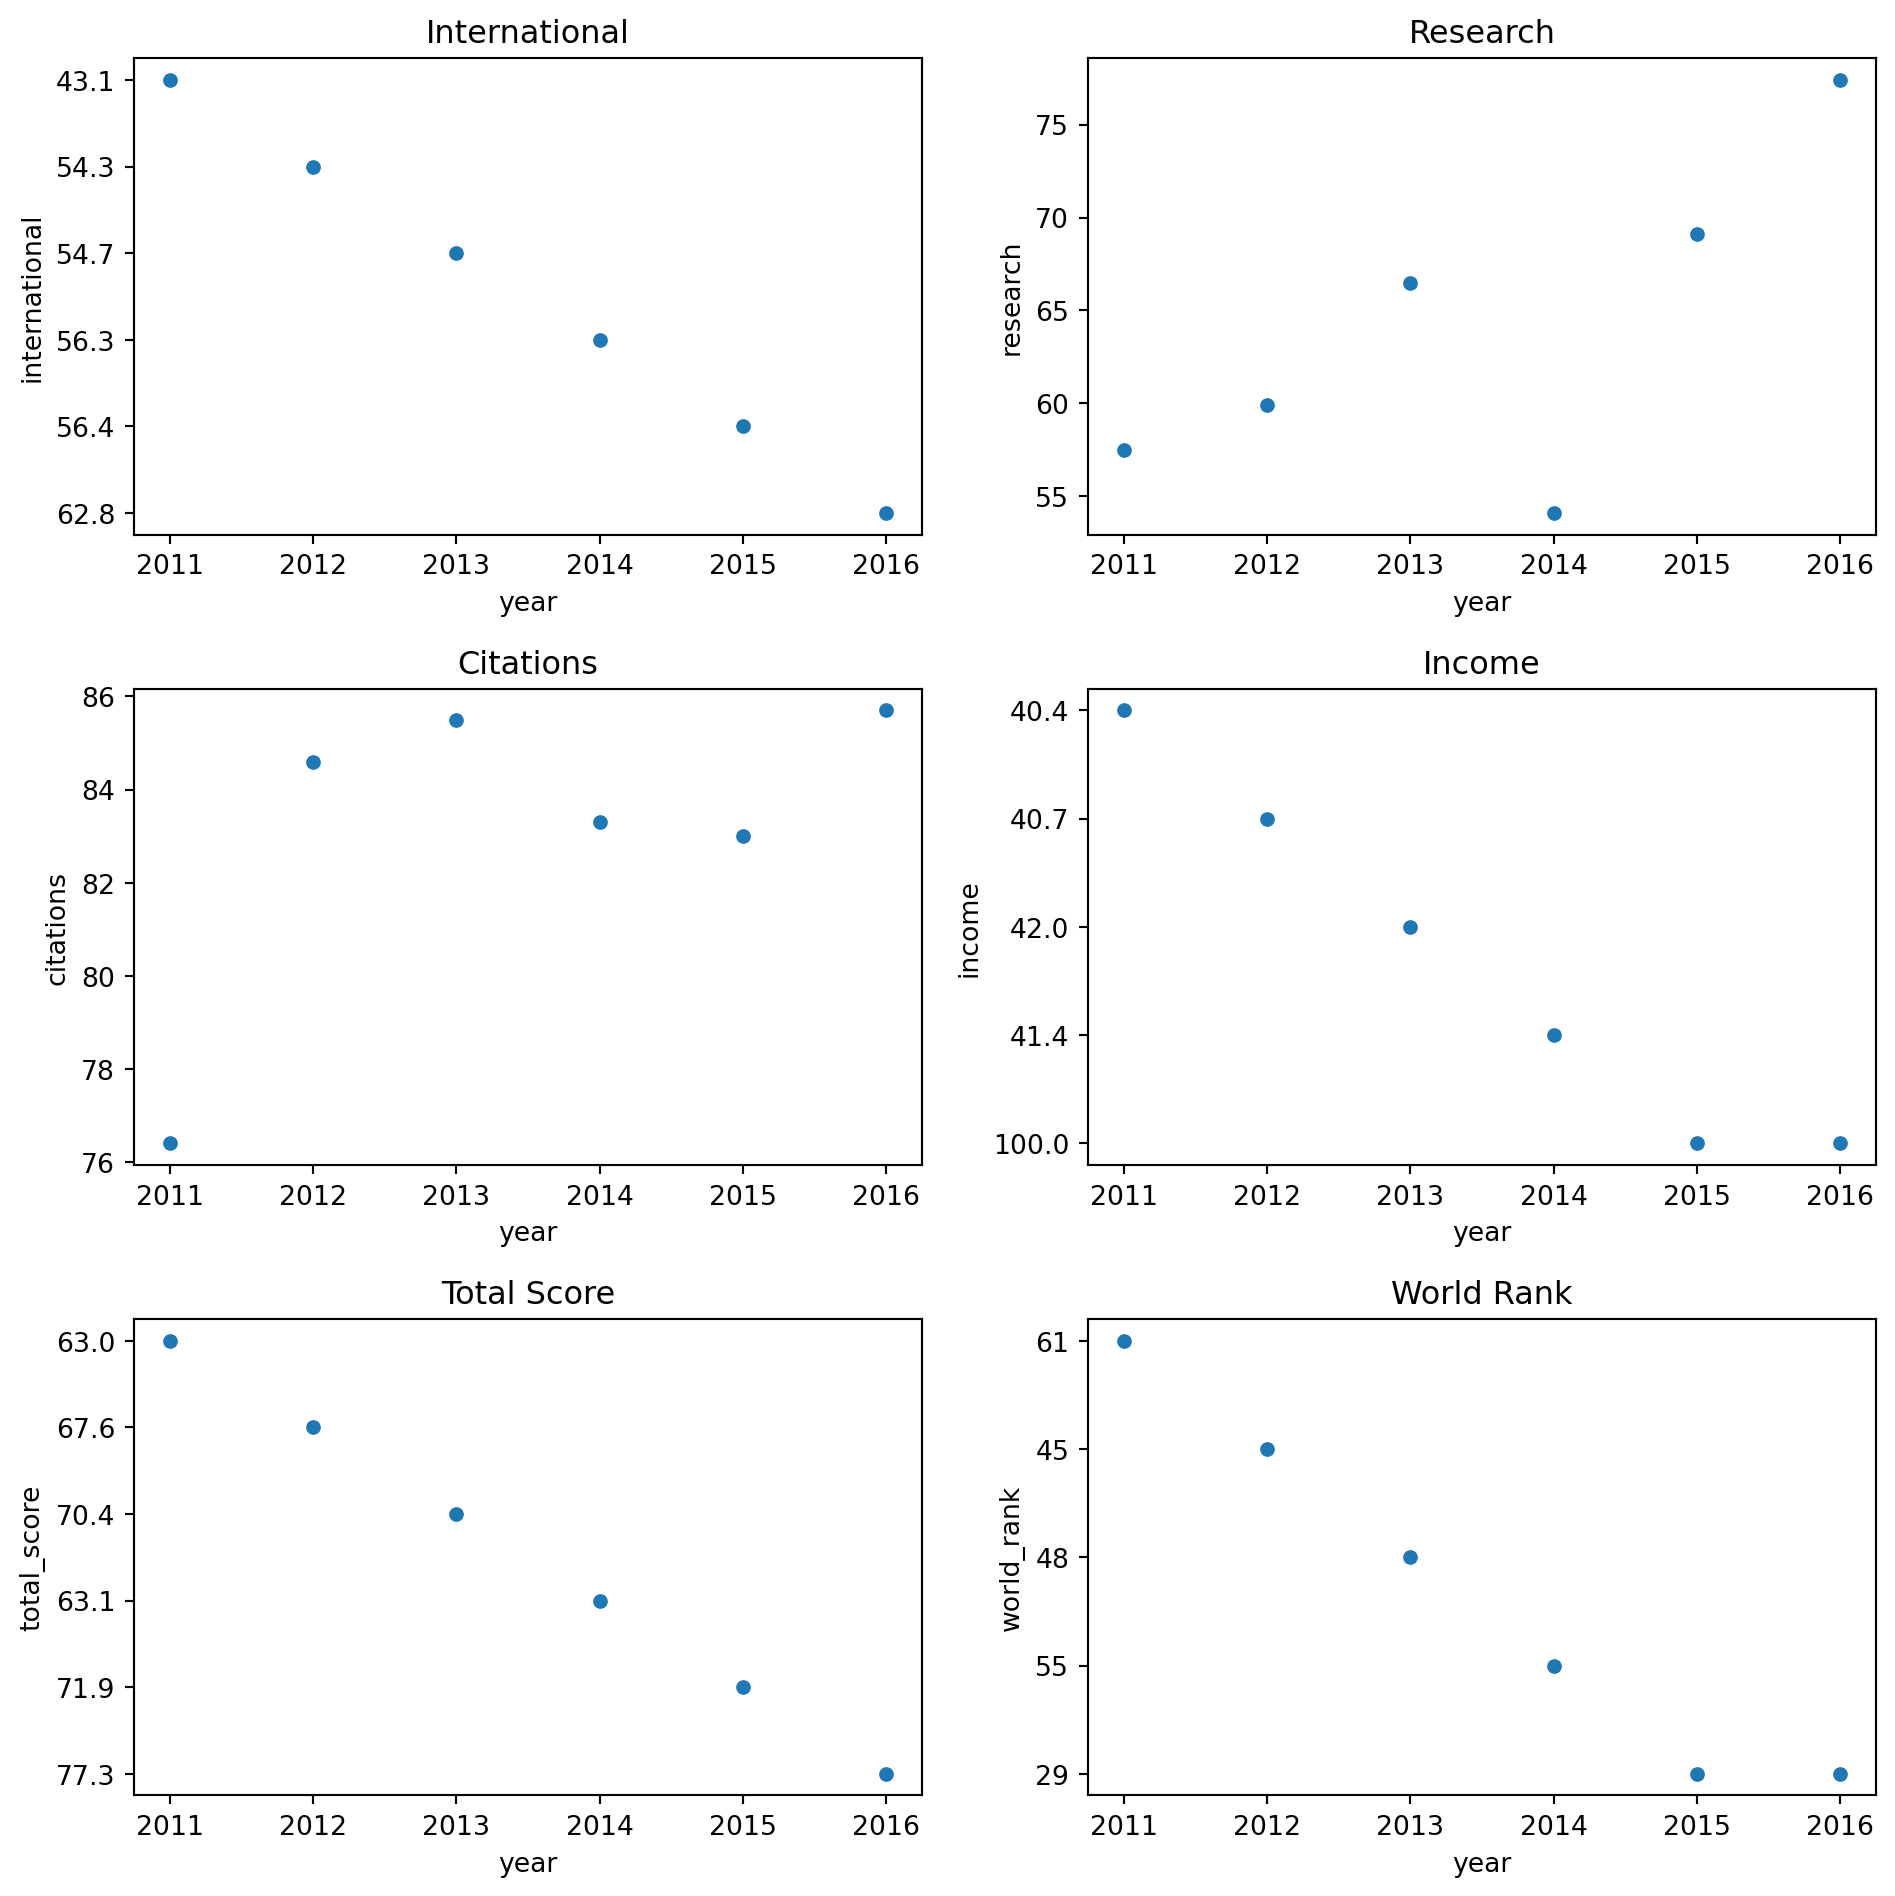 International
43.1
54.3
54.7
56.3
56.4
62.8
international
2011 2012 2013 2014 2015 2016
year
Research
75
70
65
60
55
research
2011 2012 2013 2014 2015 2016
year
Citations
86
84
82
80
78
76
citations
2011 2012 2013 2014 2015 2016
year
Income
40.4
40.7
42.0
41.4
100.0
income
2011 2012 2013 2014 2015 2016
year
Total Score
63.0
67.6
70.4
63.1
71.9
77.3
total_score
2011 2012 2013 2014 2015 2016
year
World Rank
61
45
48
55
29
world_rank
2011 2012 2013 2014 2015 2016
year